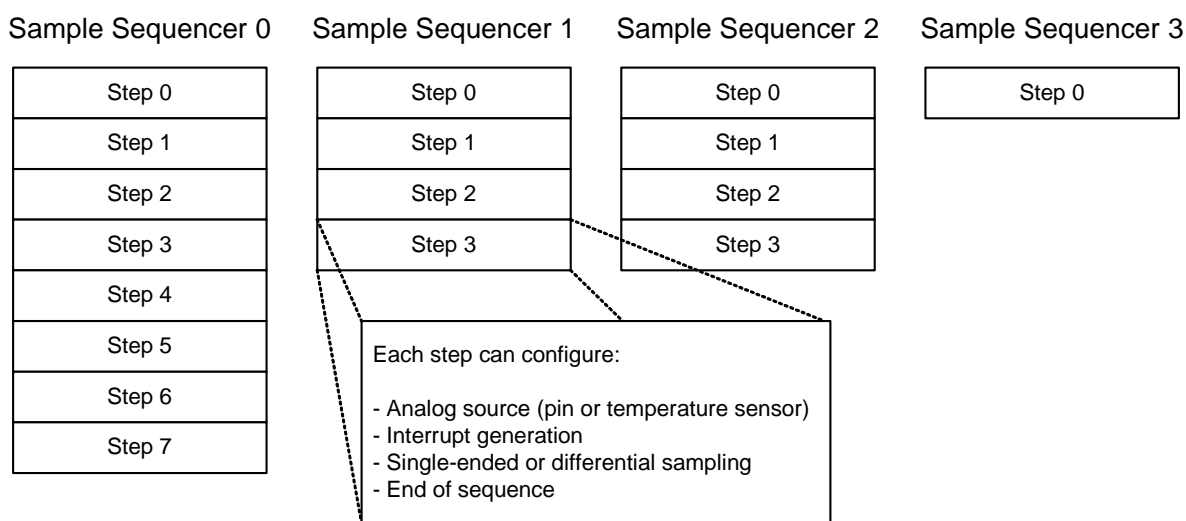 Sample Sequencer 0
Sample Sequencer 1
Sample Sequencer 2
Sample Sequencer 3
Step 0
Step 1
Step 2
Step 3
Step 4
Step 5
Step 6
Step 7
Step 0
Step 1
Step 2
Step 3
Step 0
Step 1
Step 2
Step 3
Step 0
Each step can configure:
- Analog source (pin or temperature sensor)
- Interrupt generation
- Single-ended or differential sampling
- End of sequence